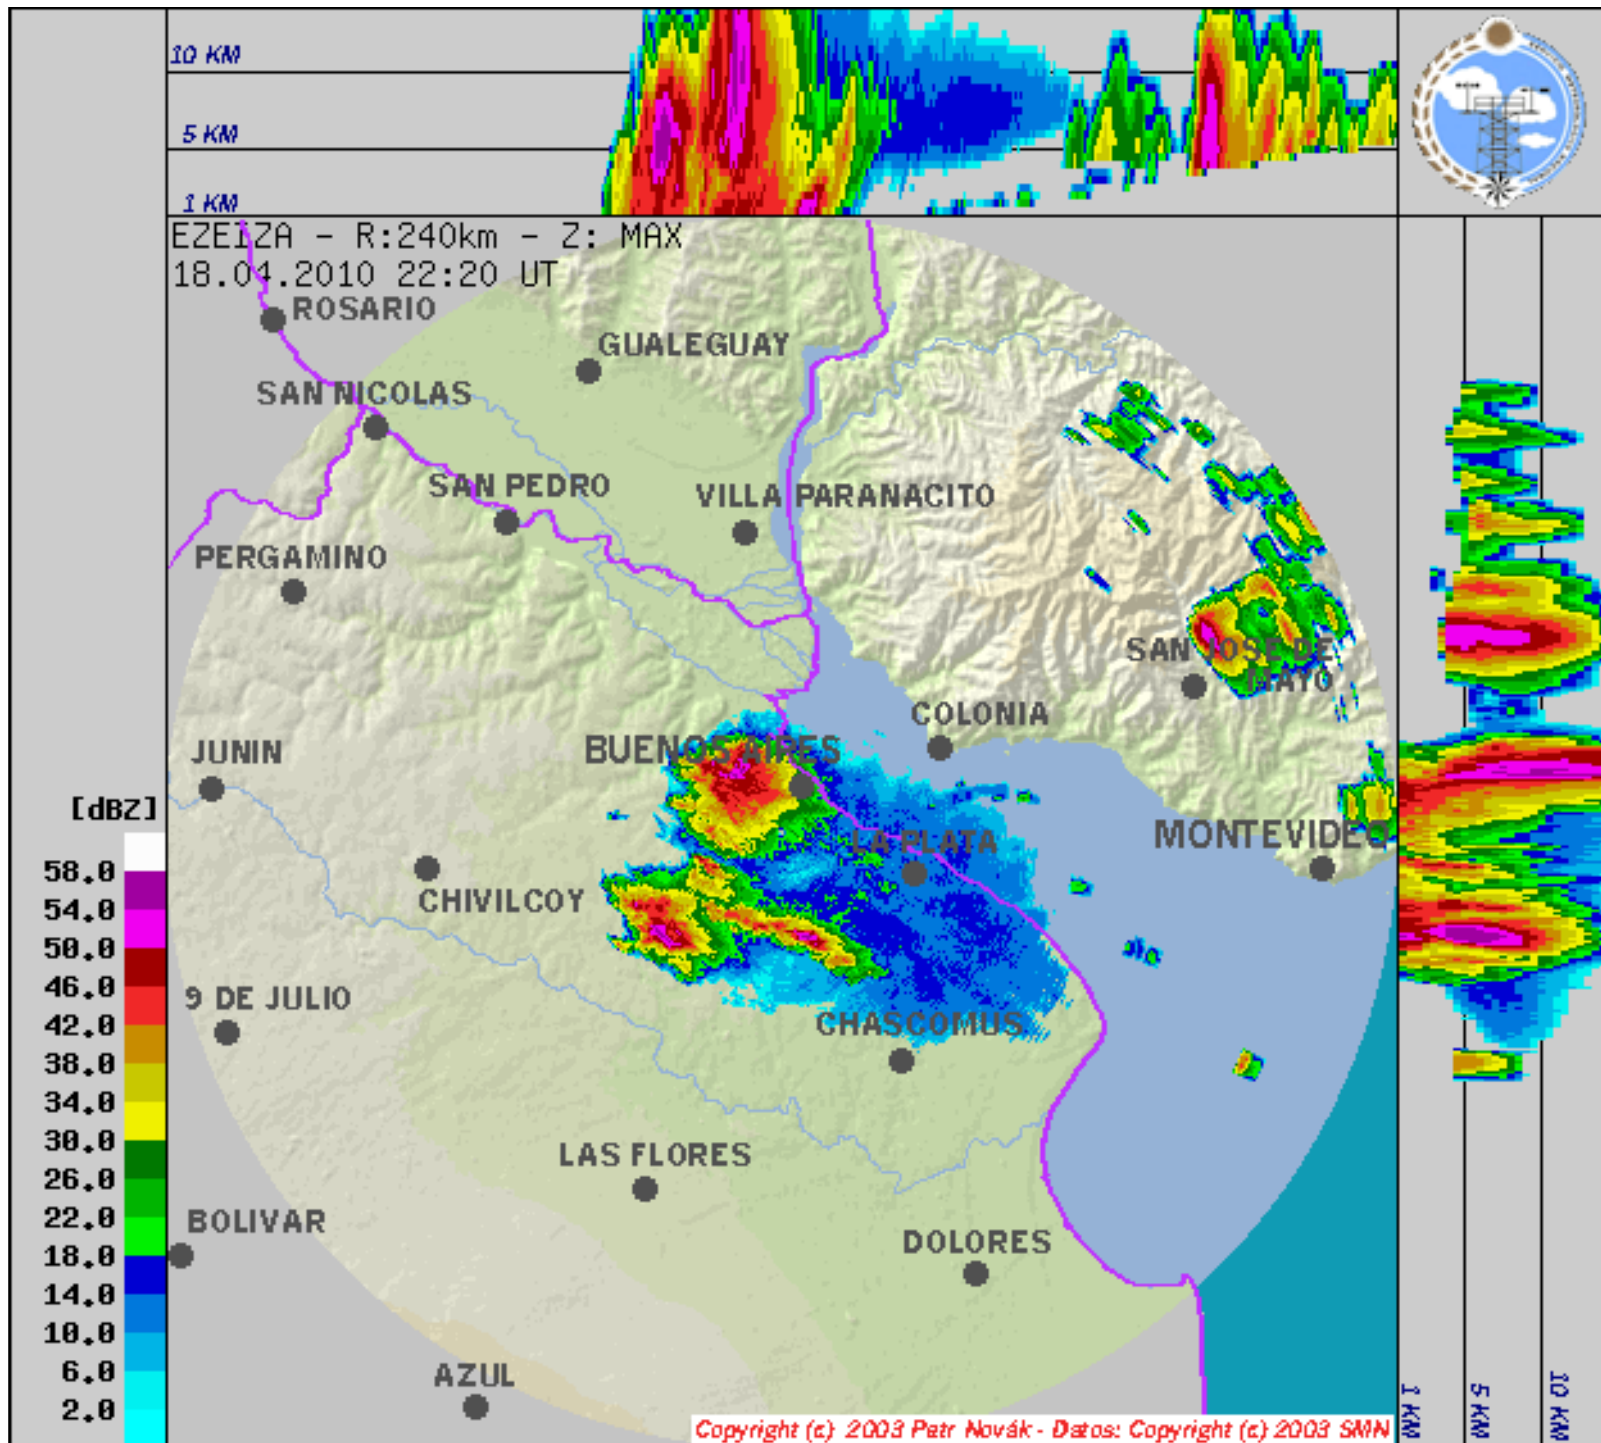 10 KM
5 KM
1 KM
EZEIZA - R:240km - Z: MAX
18.04.2010 22:20 UT
ROSARIO
GUALEGUAY
SAN NICOLAS
SAN PEDRO
VILLA PARANACITO
PERGAMINO
SAN JOSE DE
MAYO
COLONIA
BUENOS AIRES
JUNIN
[dBZ]
LA PLATA
MONTEVIDEO
CHIVILCOY
9 DE JULIO
CHASCOMUS
LAS FLORES
BOLIVAR
DOLORES
AZUL
58.0
54.0
50.0
46.0
42.0
38.0
34.0
30.0
26.0
22.0
18.0
14.0
10.0
6.0
2.0
1 KM
5 KM
10 KM
Copyright (c) 2003 Petr Novák - Datos: Copyright (c) 2003 SMN